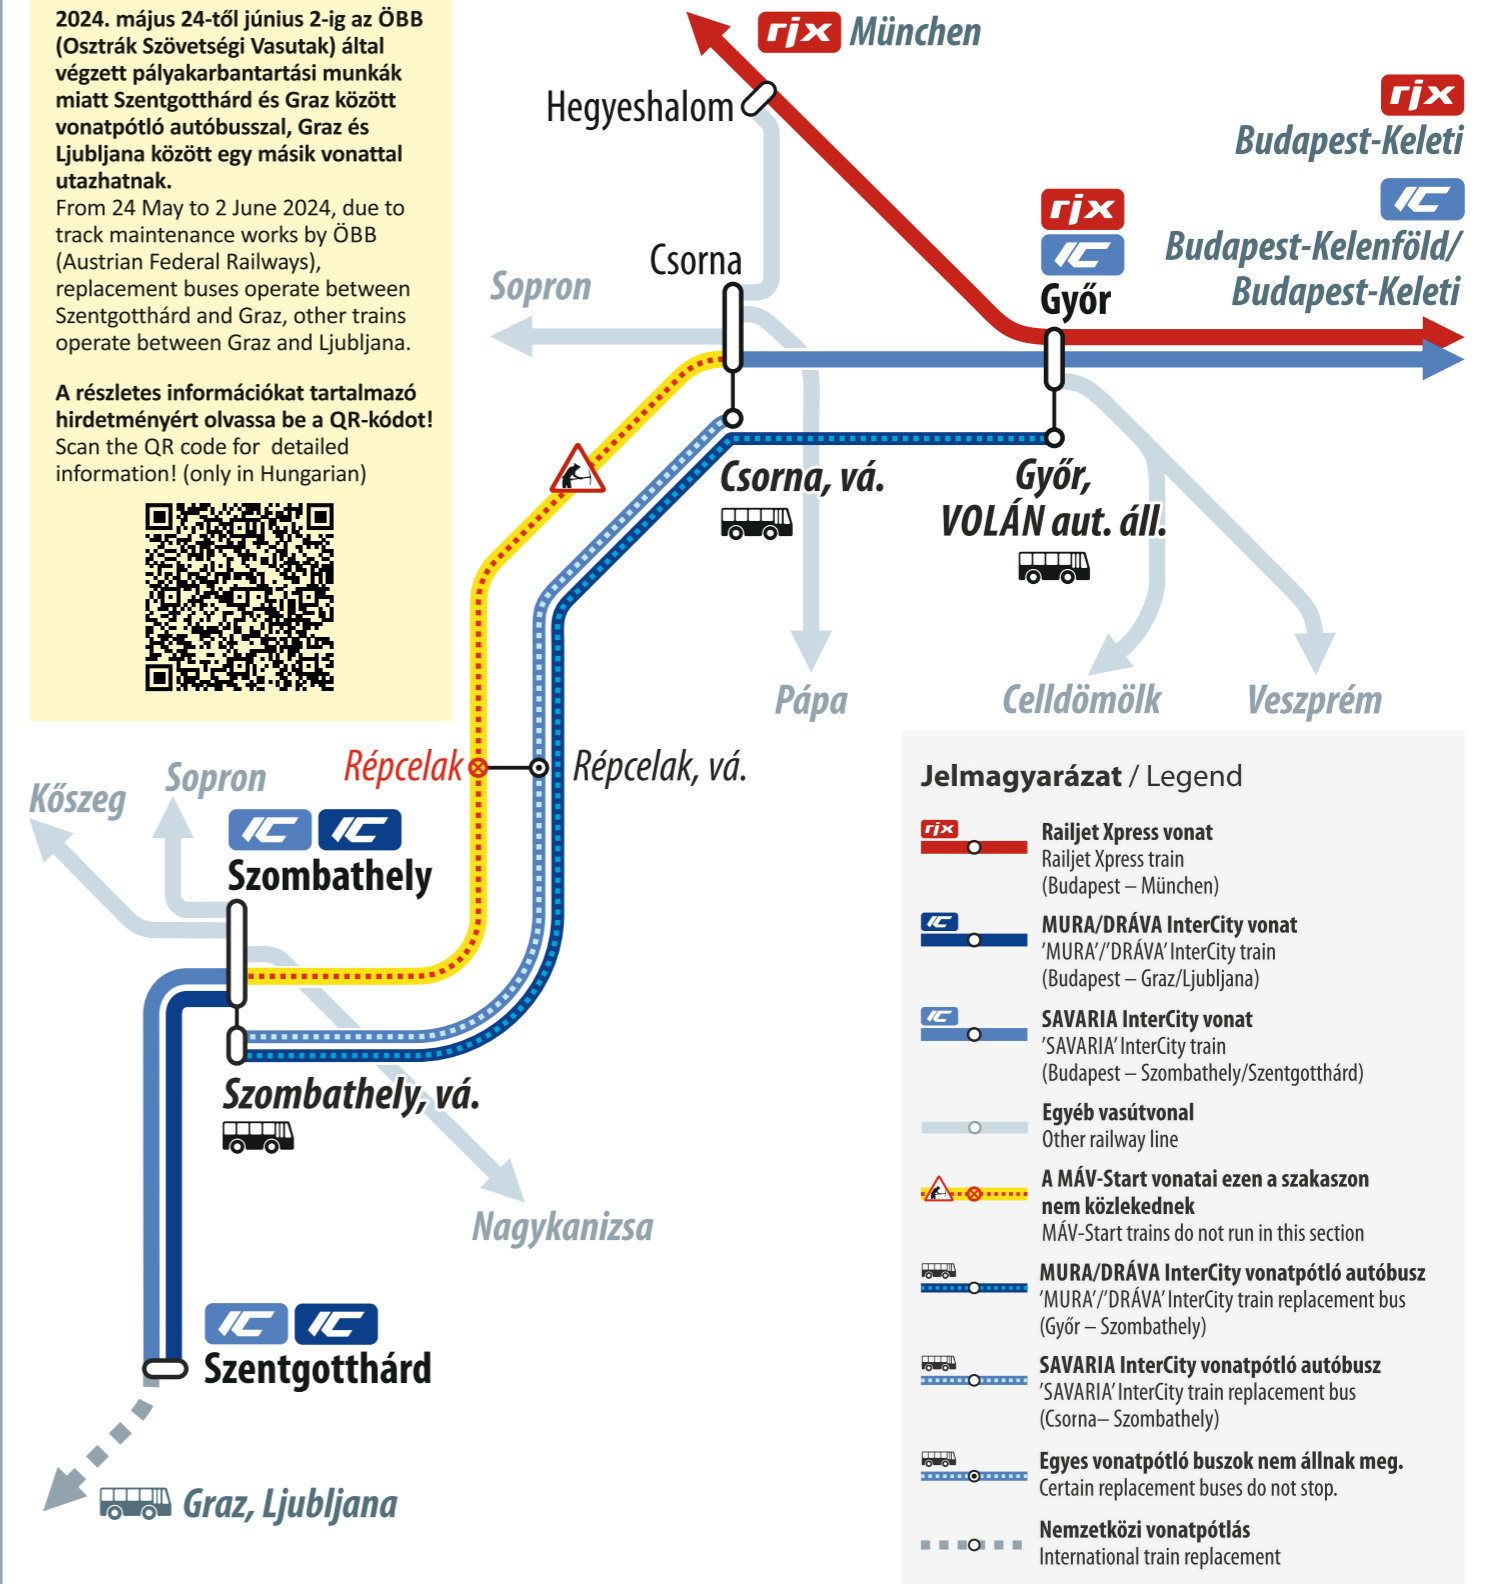 2024. május 24-től június 2-ig az ÖBB
(Osztrák Szövetségi Vasutak) által
végzett pályakarbantartási munkák
miatt Szentgotthárd és Graz között
vonatpótló autóbusszal, Graz és
Ljubljana között egy másik vonattal
utazhatnak.
From 24 May to 2 June 2024, due to
track maintenance works by ÖBB
(Austrian Federal Railways),
replacement buses operate between
Szentgotthárd and Graz, other trains
operate between Graz and Ljubljana.
A részletes információkat tartalmazó
hirdetményért olvassa be a QR-kódot!
Scan the QR code for detailed
information! (only in Hungarian)
rjx München
Hegyeshalom
rjx
Budapest-Keleti
IC
Budapest-Kelenföld/
Budapest-Keleti
rjx
IC
Győr
Csorna
Sopron
Csorna, vá.
Győr,
VOLÁN aut. áll.
Pápa
Celldömölk
Veszprém
Répcelak
Répcelak, vá.
Kőszeg
Sopron
IC IC
Szombathely
Szombathely, vá.
Nagykanizsa
IC IC
Szentgotthárd
Graz, Ljubljana
Jelmagyarázat / Legend
rjx
Railjet Xpress vonat
Railjet Xpress train
(Budapest – München)
IC
MURA/DRÁVA InterCity vonat
'MURA'/'DRÁVA' InterCity train
(Budapest – Graz/Ljubljana)
IC
SAVARIA InterCity vonat
'SAVARIA' InterCity train
(Budapest – Szombathely/Szentgotthárd)
Egyéb vasútvonal
Other railway line
A MÁV-Start vonatai ezen a szakaszon
nem közlekednek
MÁV-Start trains do not run in this section
MURA/DRÁVA InterCity vonatpótló autóbusz
'MURA'/'DRÁVA' InterCity train replacement bus
(Győr – Szombathely)
SAVARIA InterCity vonatpótló autóbusz
'SAVARIA' InterCity train replacement bus
(Csorna– Szombathely)
Egyes vonatpótló buszok nem állnak meg.
Certain replacement buses do not stop.
Nemzetközi vonatpótlás
International train replacement